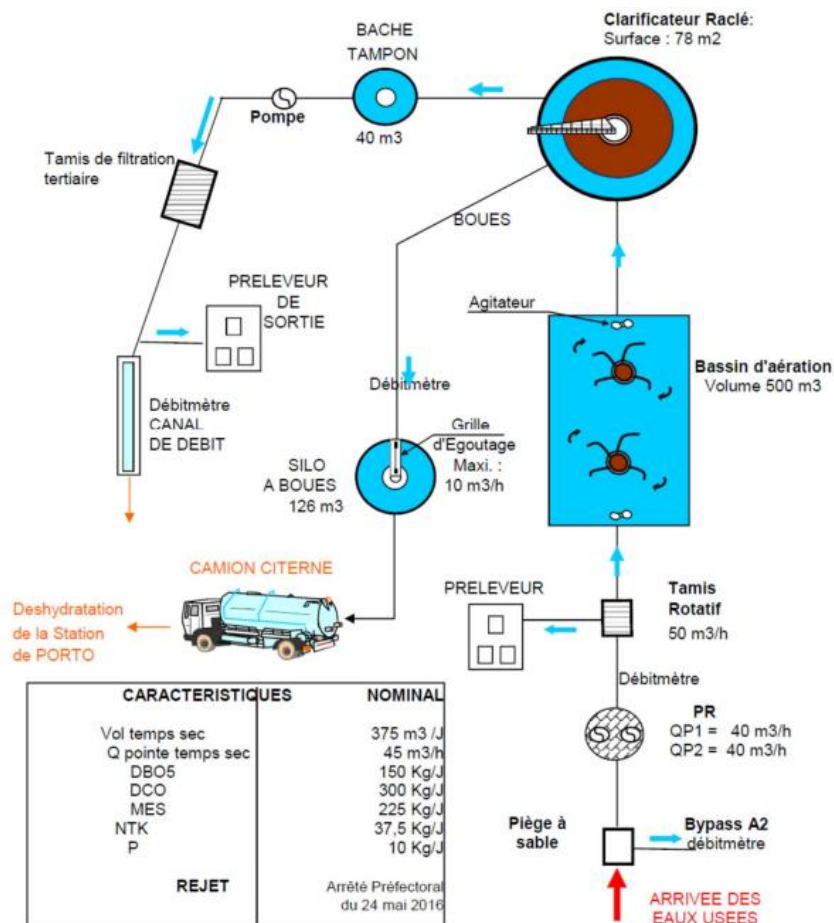 Clarificateur Raclé:
Surface : 78 m2
BACHE
TAMPON
40 m3
Pompe
Tamis de filtration
tertiaire
BOUES
PRELEVEUR
DE
SORTIE
Agitateur
Bassin d'aération
Volume 500 m3
Débitmètre
Débitmètre
CANAL
DE DEBIT
Grille
d'Egoutage
Maxi. :
10 m3/h
SILO
A BOUES
126 m3
CAMION CITERNE
Deshydratation
de la Station
de PORTO
PRELEVEUR
Tamis
Rotatif
50 m3/h
Débitmètre
PR
QP1 = 40 m3/h
QP2 = 40 m3/h
Piège à
sable
Bypass A2
débitmètre
ARRIVEE DES
EAUX USEES
CARACTERISTIQUES NOMINAL
Vol temps sec 375 m3 /J
Q pointe temps sec 45 m3/h
DBO5 150 Kg/J
DCO 300 Kg/J
MES 225 Kg/J
NTK 37,5 Kg/J
P 10 Kg/J
REJET Arrêté Préfectoral
du 24 mai 2016